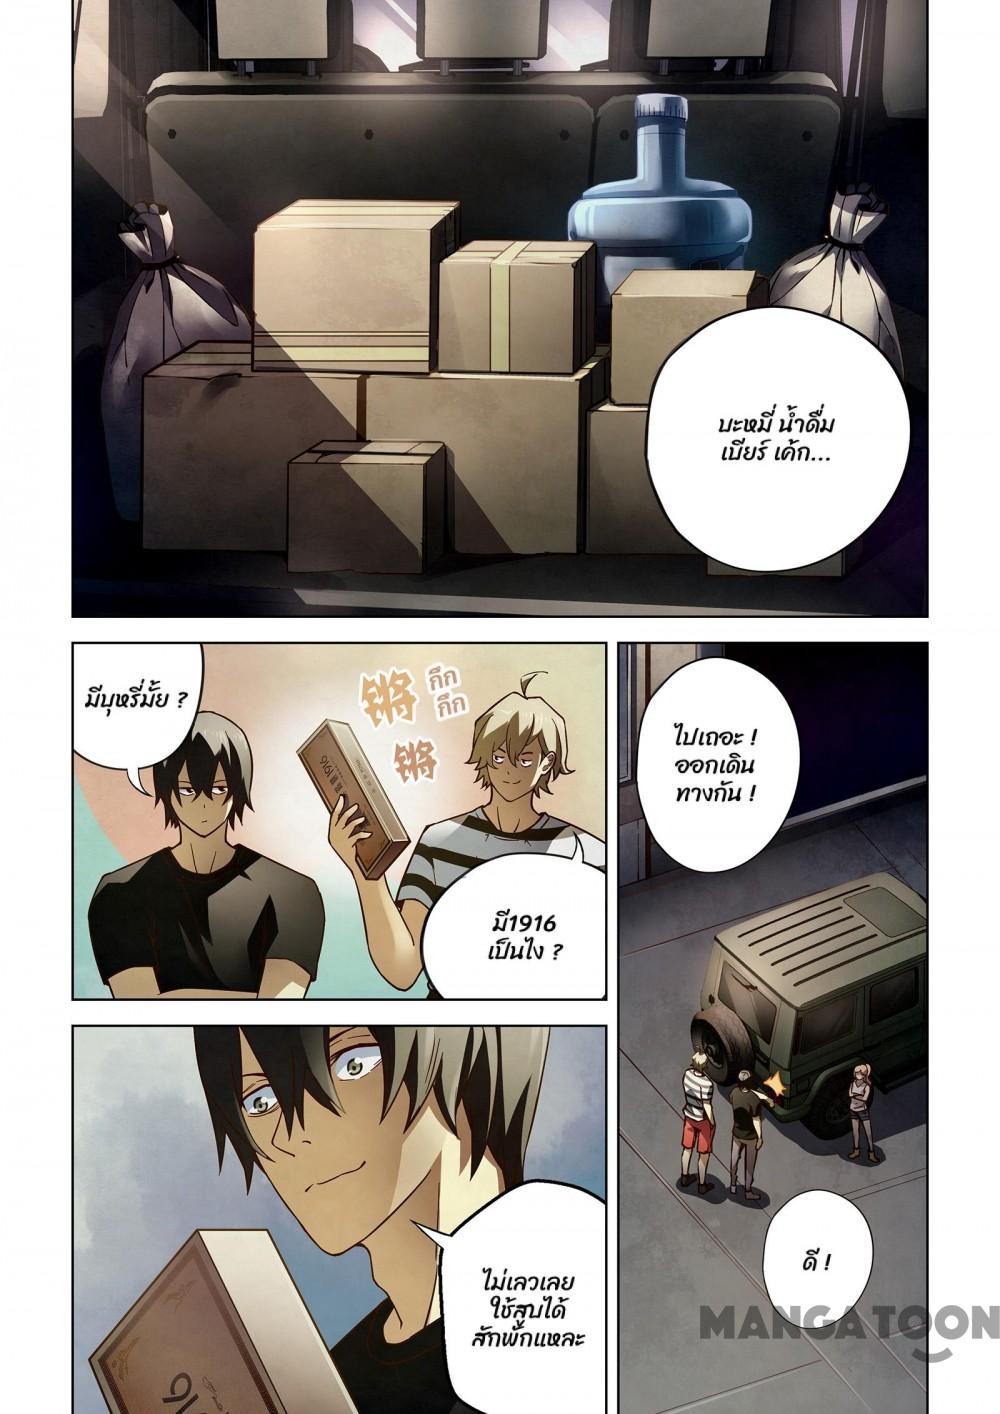 บะหมี่ น้ำดื่ม
เบียร์ เค้ก...
มีบุหรี่มั้ย ?
锵
กึก
กึก
锵
1916
มี1916
เป็นไง ?
ไม่เลวเลย
ใช้สูบได้
สักพักแหละ
ไปเถอะ !
ออกเดิน
ทางกัน !
ดี !
MANGATOON